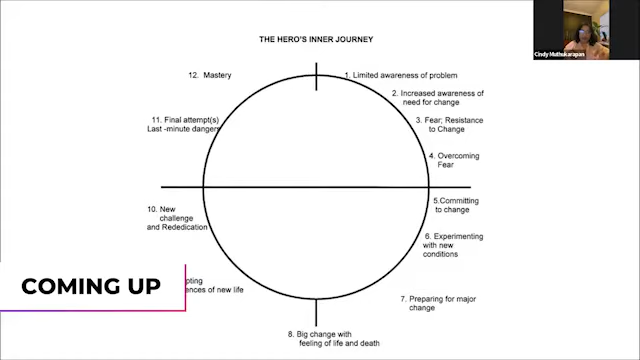 THE HERO'S INNER JOURNEY
Cindy Muthukarapan
12. Mastery
1. Limited awareness of problem
2. Increased awareness of
need for change
11. Final attempt(s)
Last -minute dangers
3. Fear; Resistance
to Change
4. Overcoming
Fear
10. New
challenge
and Rededication
5.Committing
to change
6. Experimenting
with new
conditions
COMING UP
of new life
7. Preparing for major
change
8. Big change with
feeling of life and death